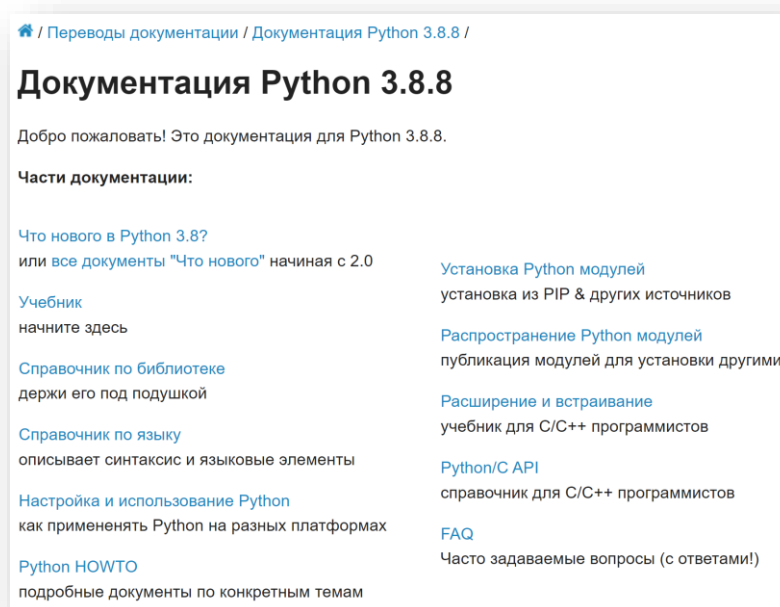 / Переводы документации / Документация Python 3.8.8 /
Документация Python 3.8.8
Добро пожаловать! Это документация для Python 3.8.8.
Части документации:
Что нового в Python 3.8?
или все документы "Что нового" начиная с 2.0
Учебник
начните здесь
Справочник по библиотеке
держи его под подушкой
Справочник по языку
описывает синтаксис и языковые элементы
Настройка и использование Python
как примененять Python на разных платформах
Python HOWTO
подробные документы по конкретным темам
Установка Python модулей
установка из PIP & других источников
Распространение Python модулей
публикация модулей для установки другими
Расширение и встраивание
учебник для C/C++ программистов
Python/C API
справочник для C/C++ программистов
FAQ
Часто задаваемые вопросы (с ответами!)